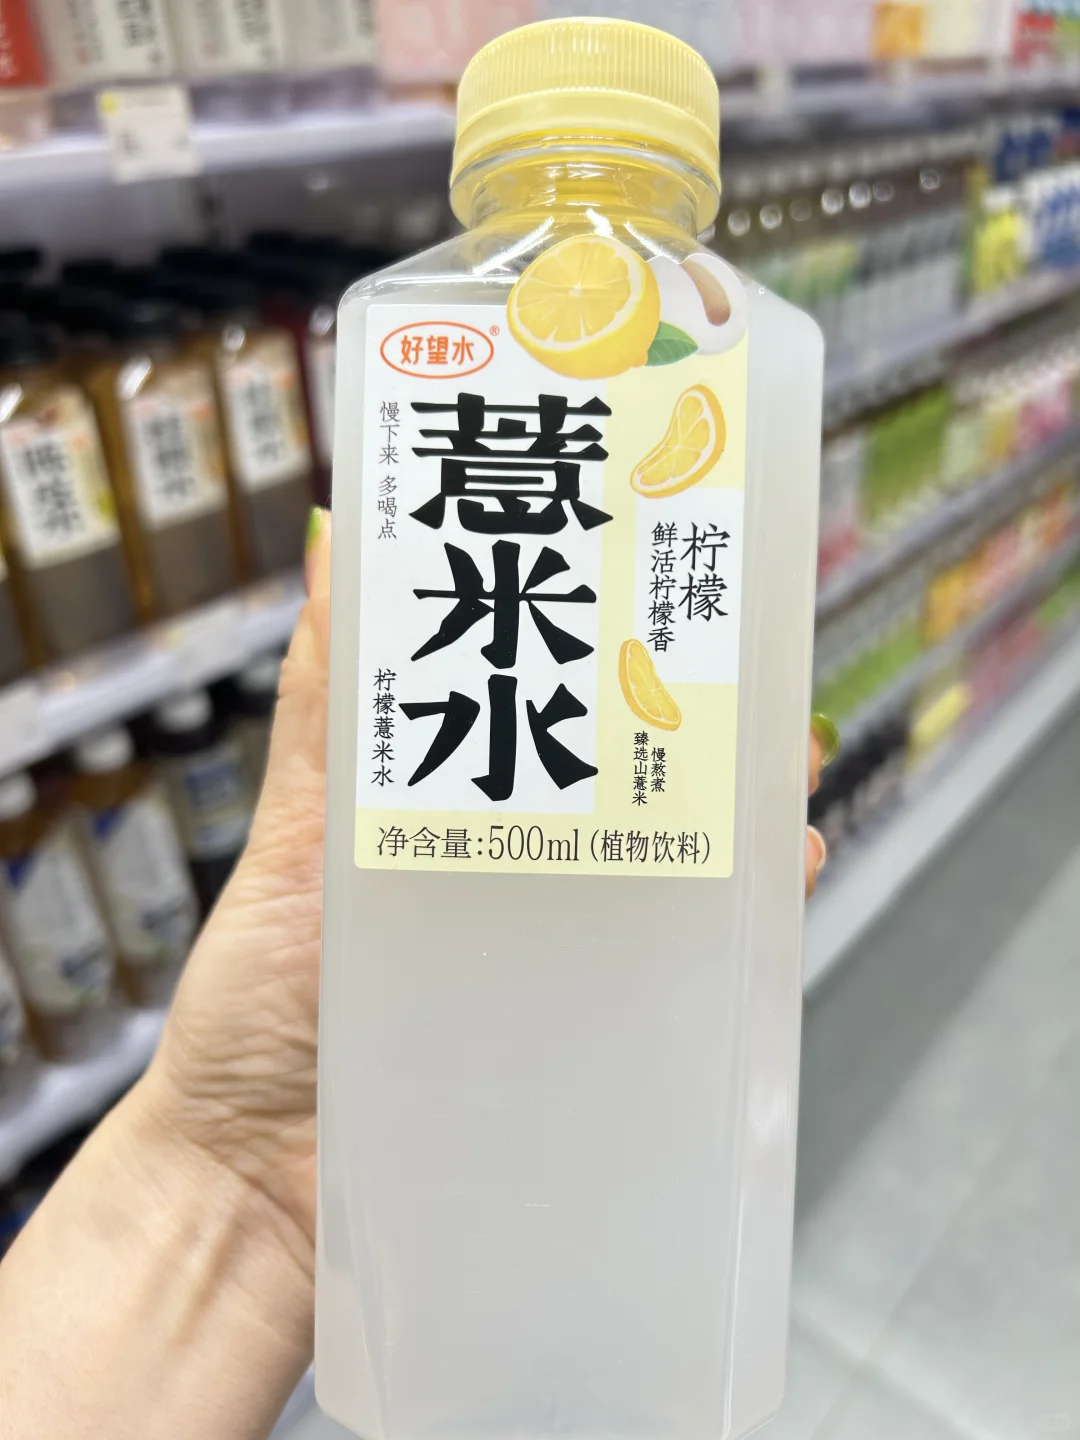 好望水®
慢下来 多喝点
薏米水
柠檬薏米水
柠檬
鲜活柠檬香
慢熬煮
臻选山薏米
净含量:500ml(植物饮料)